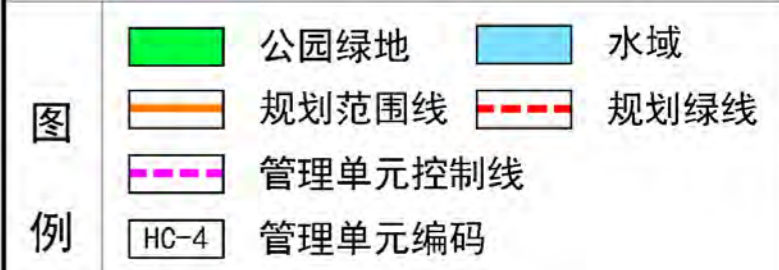 图例
公园绿地
水域
规划范围线
规划绿线
管理单元控制线
HC-4
管理单元编码